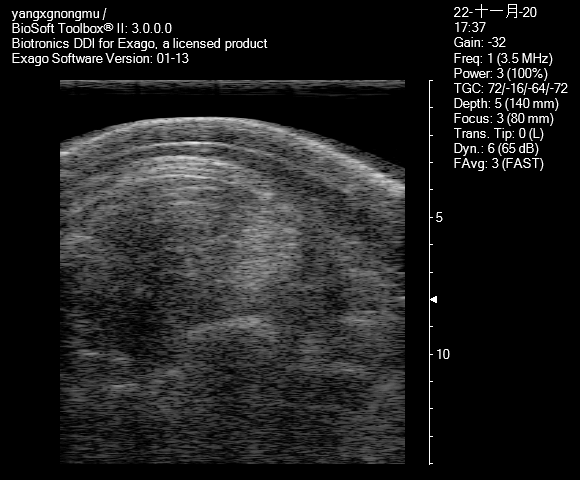 yangxgnongmu /
BioSoft Toolbox® II: 3.0.0.0
Biotronics DDI for Exago, a licensed product
Exago Software Version: 01-13
22-十一月-20
17:37
Gain: -32
Freq: 1 (3.5 MHz)
Power: 3 (100%)
TGC: 72/-16/-64/-72
Depth: 5 (140 mm)
Focus: 3 (80 mm)
Trans. Tip: 0 (L)
Dyn.: 6 (65 dB)
FAvg: 3 (FAST)
5
10